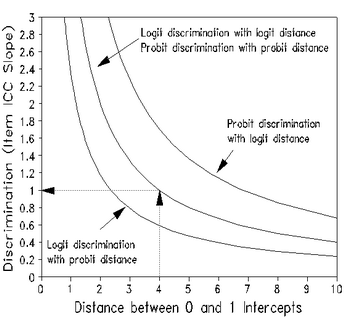 3
2.8
2.6
2.4
2.2
2
1.8
1.6
1.4
1.2
1
0.8
0.6
0.4
0.2
0
Discrimination (Item ICC Slope)
Logit discrimination with logit distance
Probit discrimination with probit distance
Probit discrimination
with logit distance
Logit discrimination
with probit distance
0 1 2 3 4 5 6 7 8 9 10
Distance between 0 and 1 Intercepts